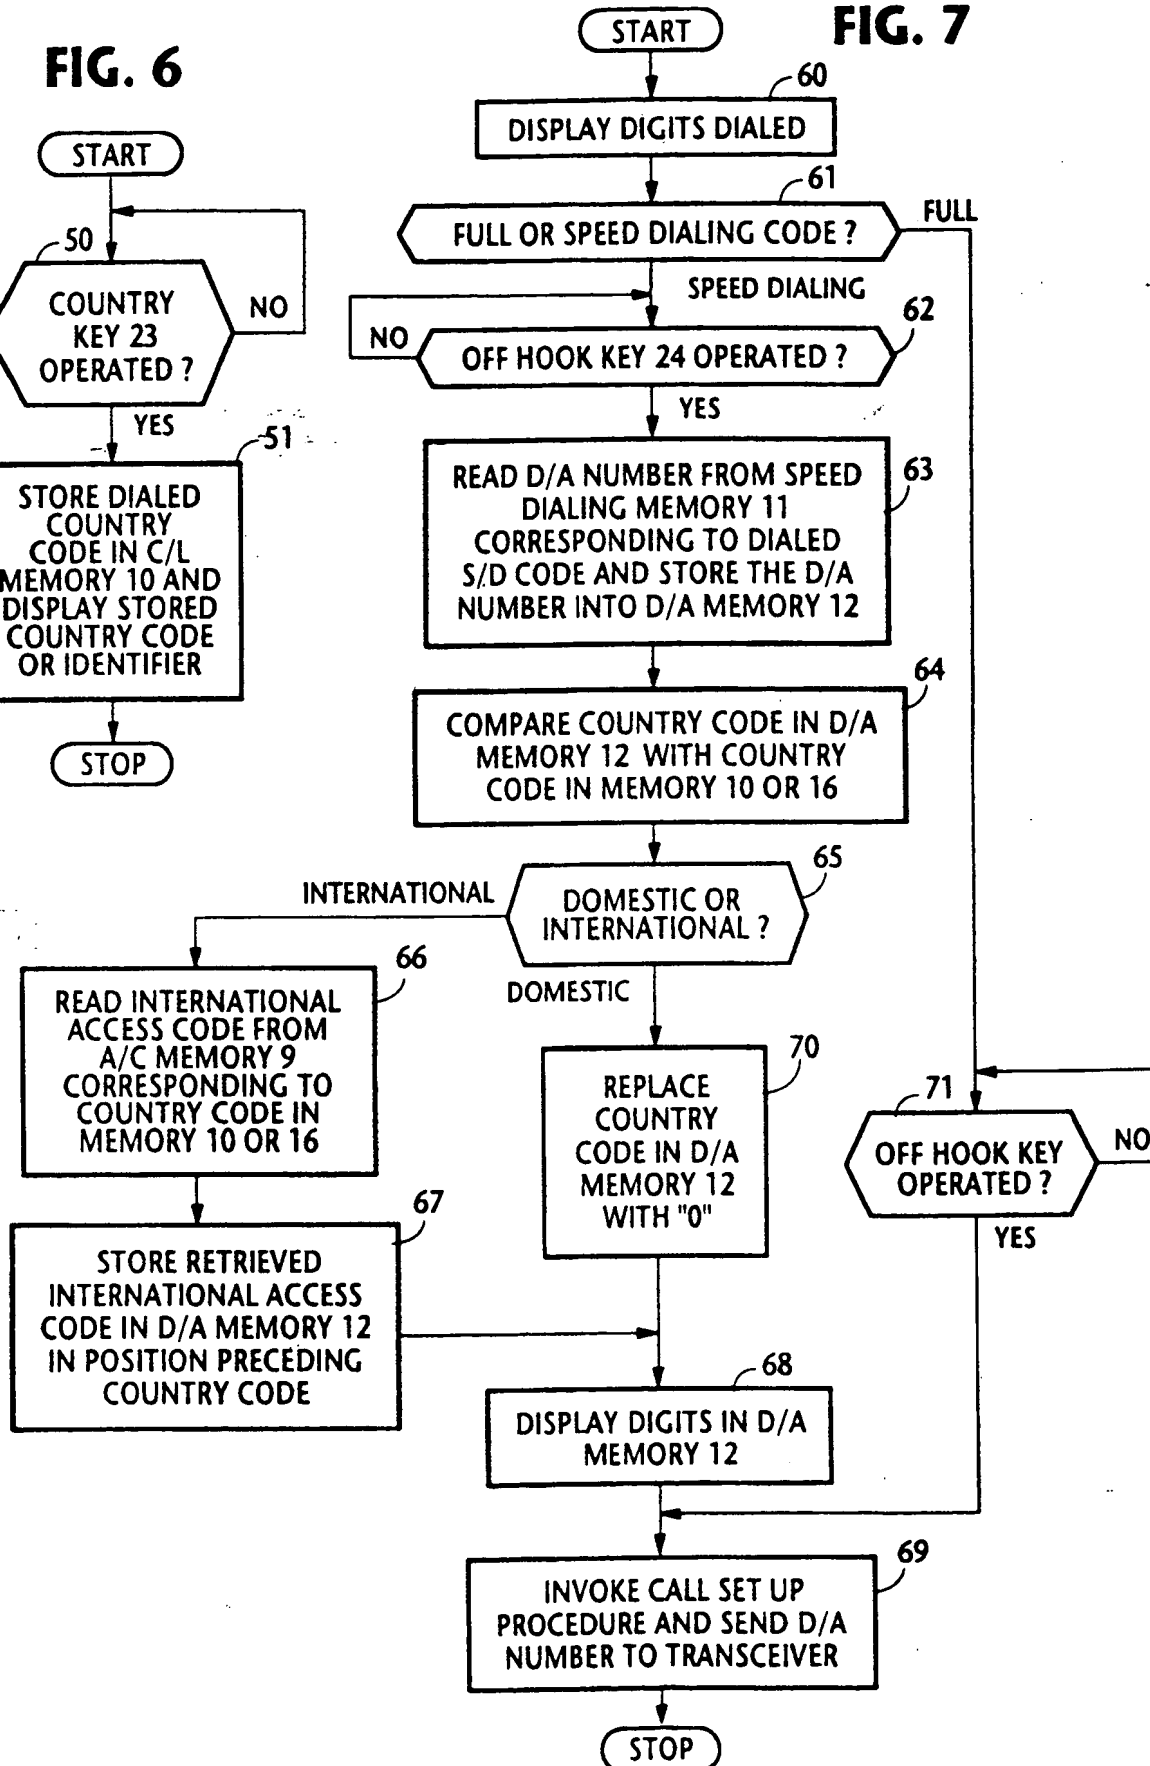 FIG. 6
START
50
COUNTRY
KEY 23
OPERATED ?
NO
YES
51
STORE DIALED
COUNTRY
CODE IN C/L
MEMORY 10 AND
DISPLAY STORED
COUNTRY CODE
OR IDENTIFIER
STOP
FIG. 7
START
60
DISPLAY DIGITS DIALED
61
FULL OR SPEED DIALING CODE ?
FULL
SPEED DIALING
62
NO
OFF HOOK KEY 24 OPERATED ?
YES
63
READ D/A NUMBER FROM SPEED
DIALING MEMORY 11
CORRESPONDING TO DIALED
S/D CODE AND STORE THE D/A
NUMBER INTO D/A MEMORY 12
64
COMPARE COUNTRY CODE IN D/A
MEMORY 12 WITH COUNTRY
CODE IN MEMORY 10 OR 16
65
DOMESTIC OR
INTERNATIONAL ?
INTERNATIONAL
DOMESTIC
66
READ INTERNATIONAL
ACCESS CODE FROM
A/C MEMORY 9
CORRESPONDING TO
COUNTRY CODE IN
MEMORY 10 OR 16
67
STORE RETRIEVED
INTERNATIONAL ACCESS
CODE IN D/A MEMORY 12
IN POSITION PRECEDING
COUNTRY CODE
70
REPLACE
COUNTRY
CODE IN D/A
MEMORY 12
WITH "0"
71
OFF HOOK KEY
OPERATED ?
NO
YES
68
DISPLAY DIGITS IN D/A
MEMORY 12
69
INVOKE CALL SET UP
PROCEDURE AND SEND D/A
NUMBER TO TRANSCEIVER
STOP